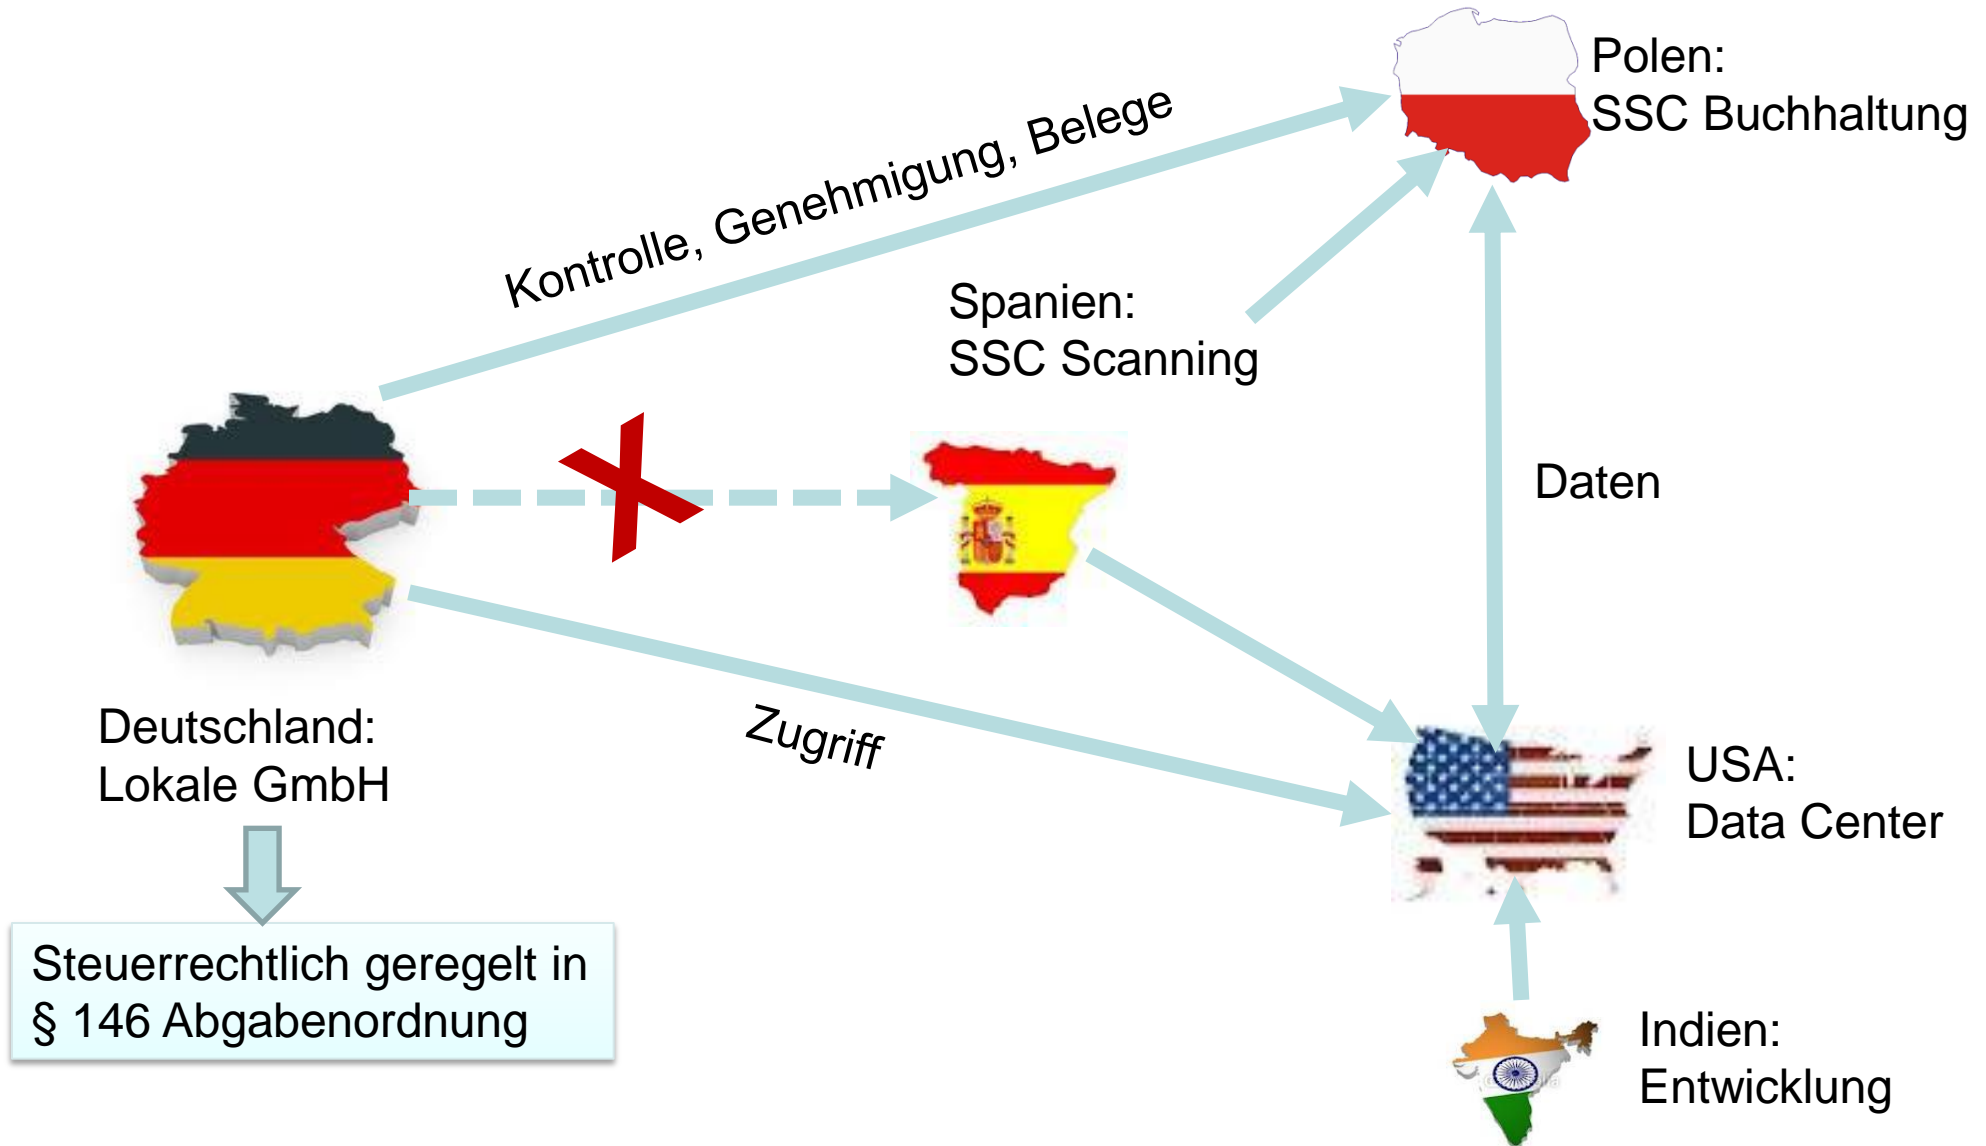 Polen:
SSC Buchhaltung
Kontrolle, Genehmigung, Belege
Spanien:
SSC Scanning
Daten
Deutschland:
Lokale GmbH
Zugriff
USA:
Data Center
Steuerrechtlich geregelt in
§ 146 Abgabenordnung
Indien:
Entwicklung